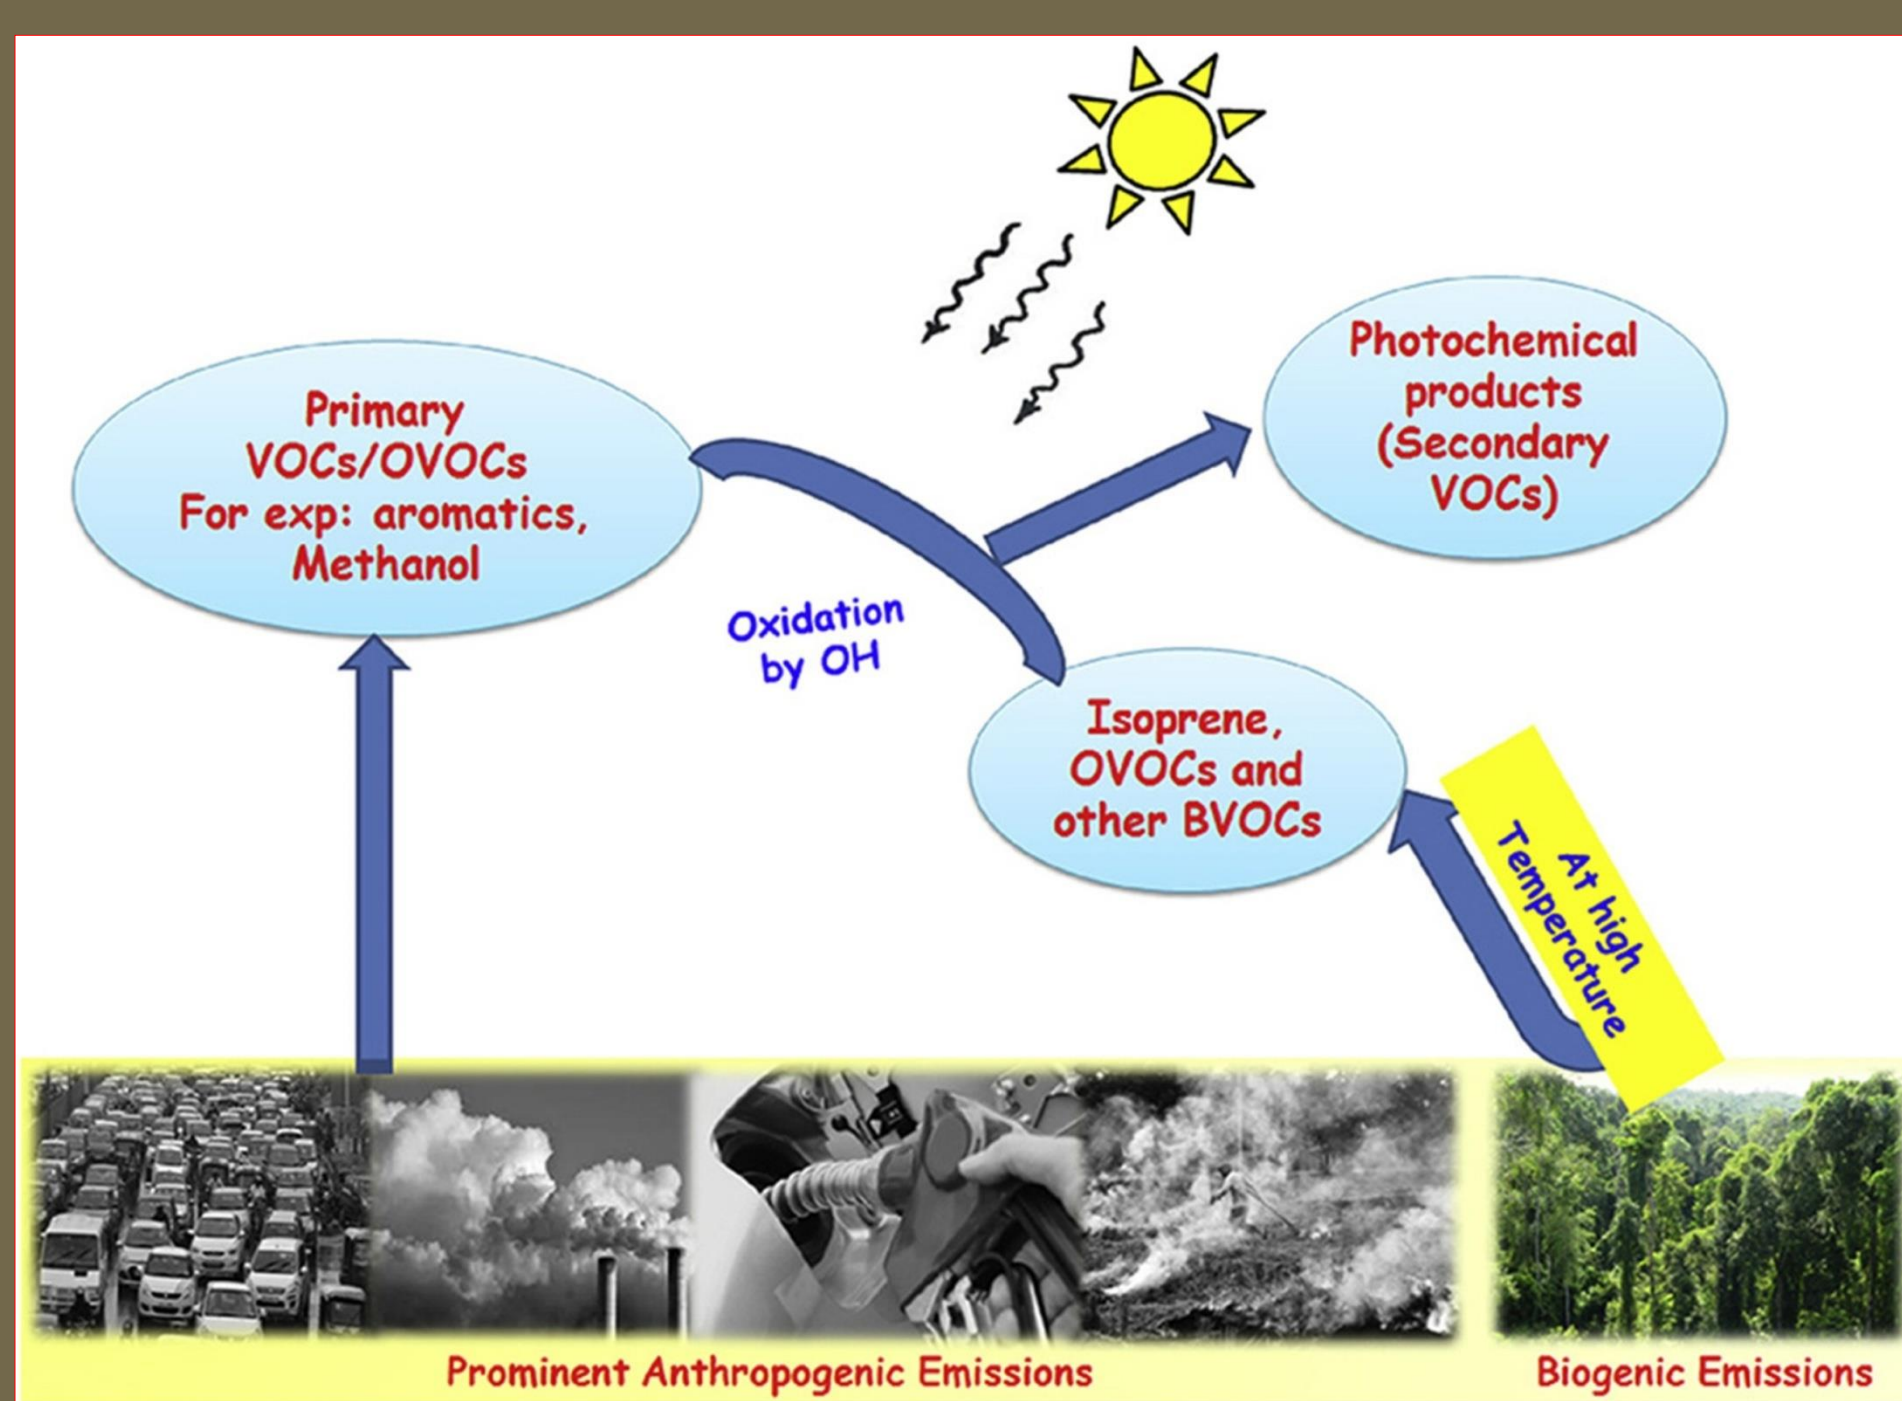 Primary
VOCs/OVOCs
For exp: aromatics,
Methanol
Photochemical
products
(Secondary
VOCs)
Oxidation
by OH
Isoprene,
OVOCs and
other BVOCs
At high
Temperature
Prominent Anthropogenic Emissions
Biogenic Emissions